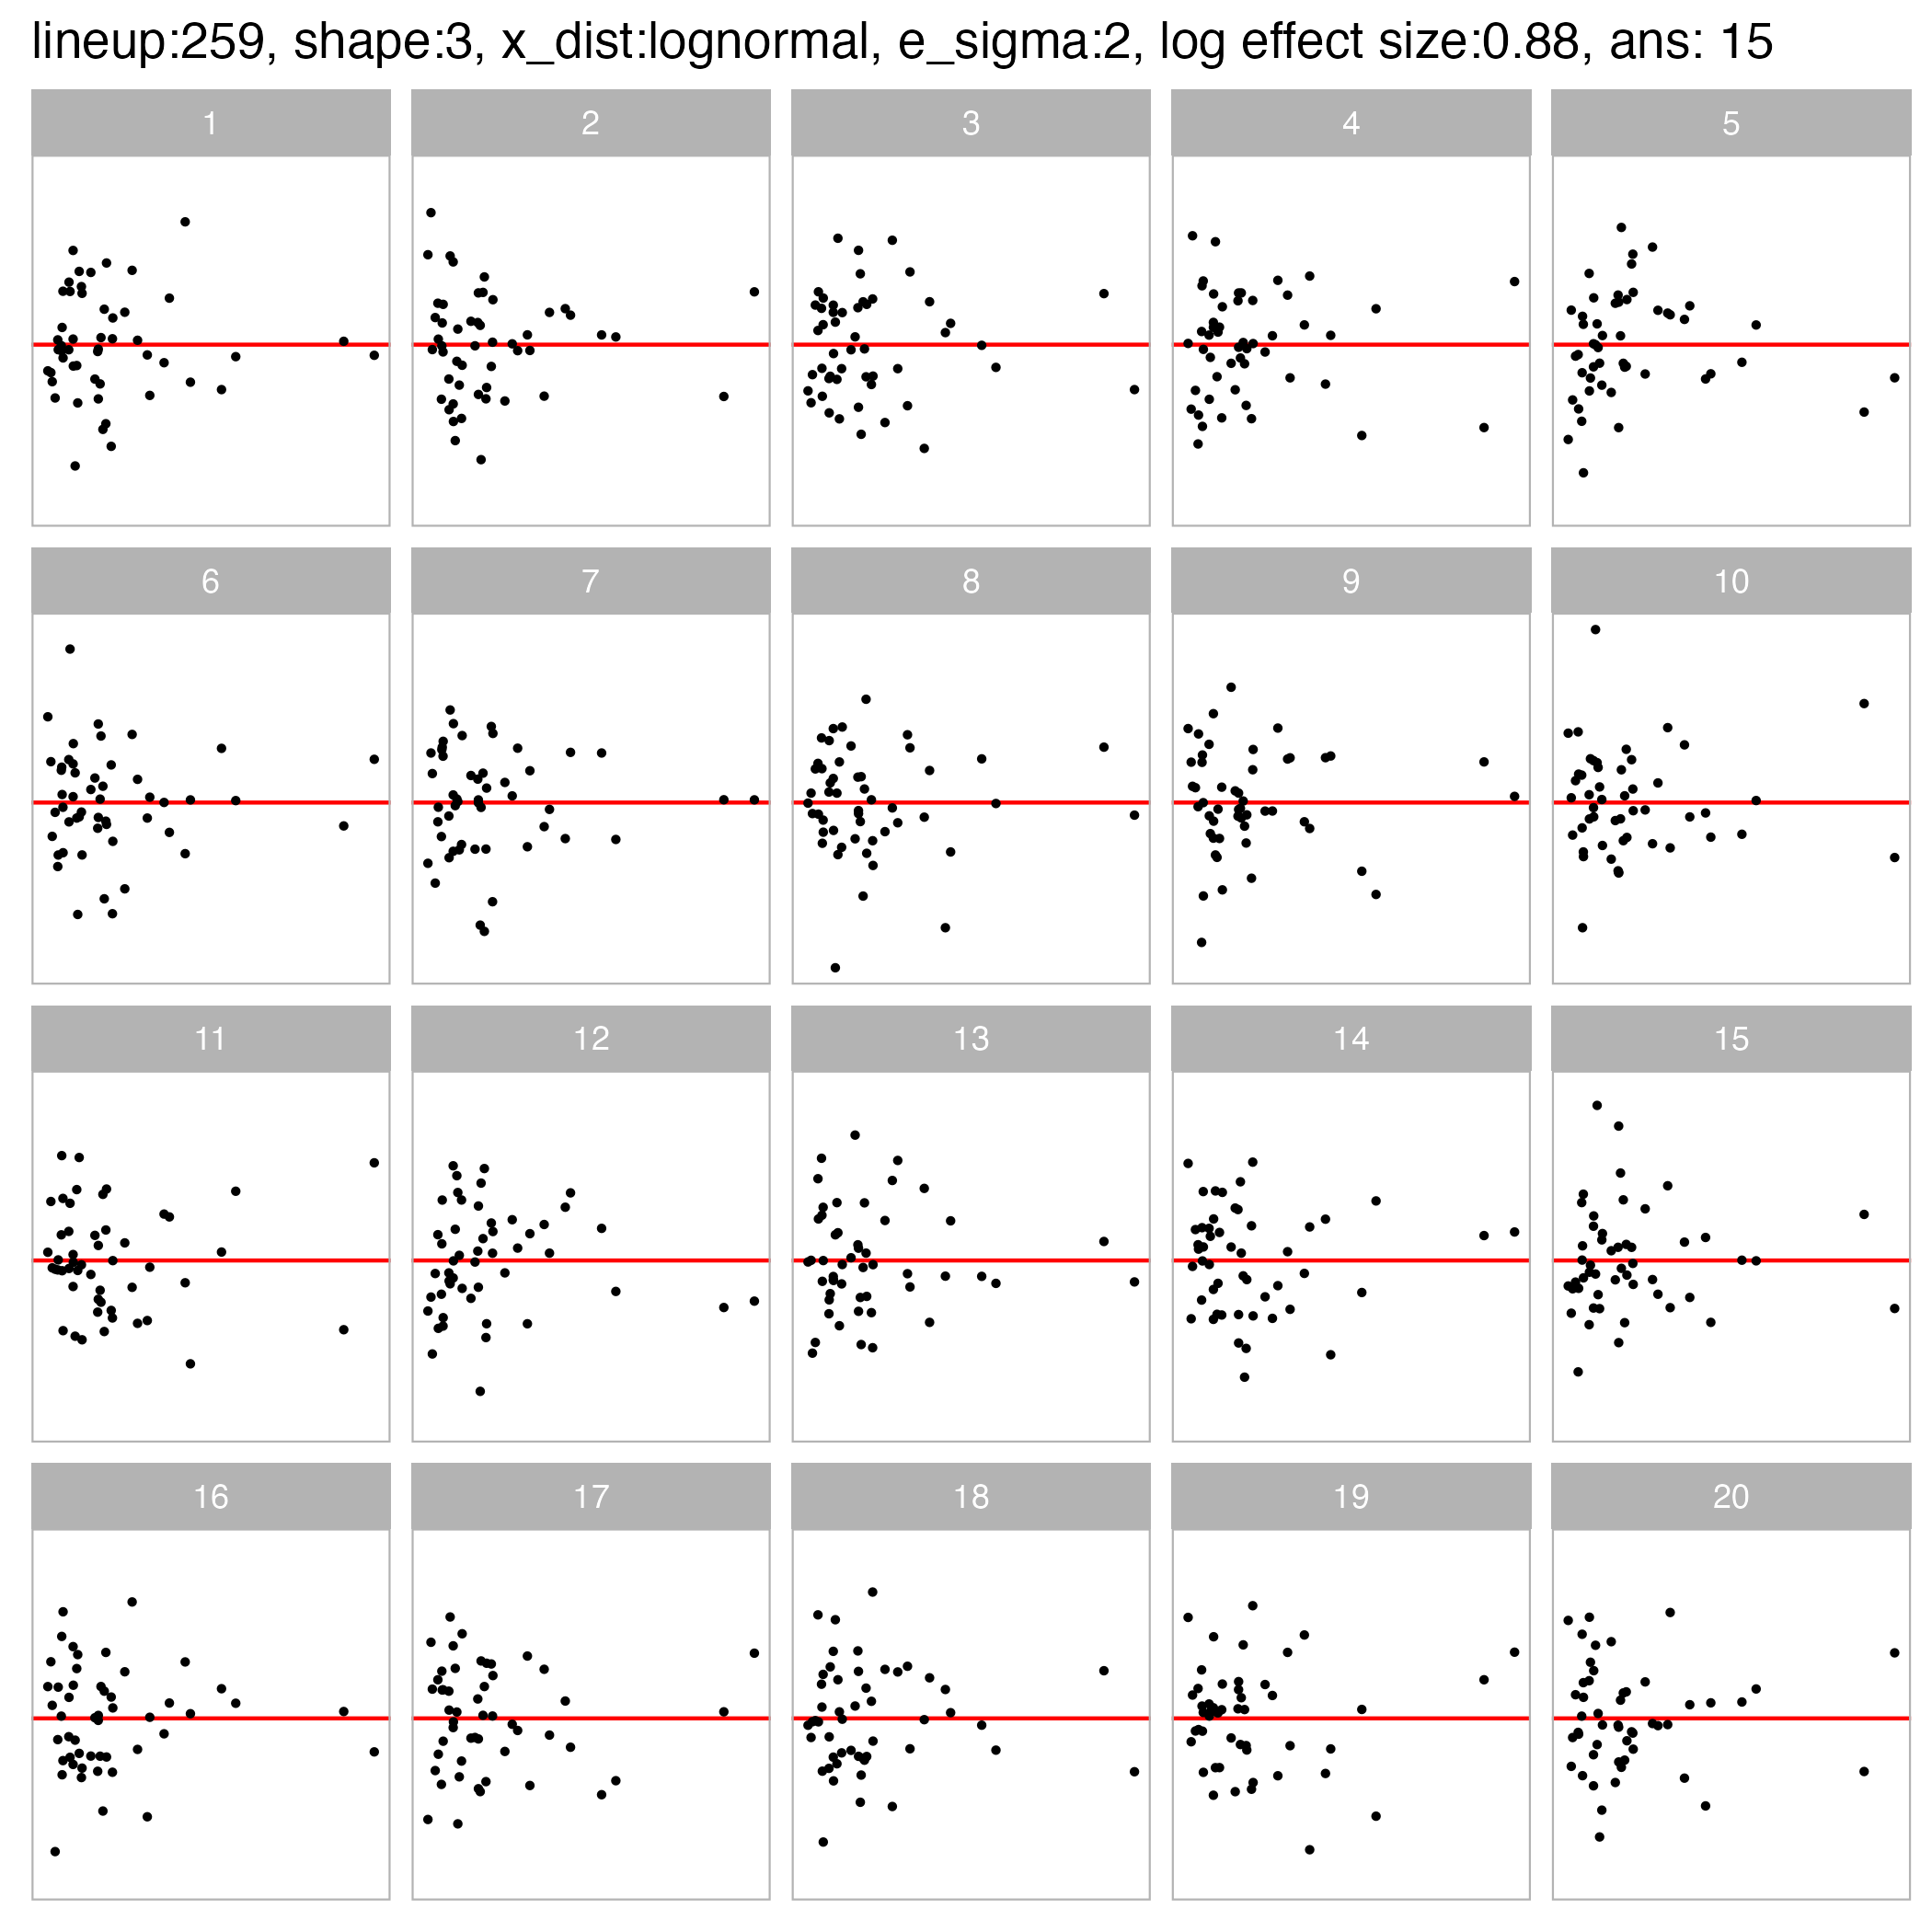 lineup:259, shape:3, x_dist:lognormal, e_sigma:2, log effect size:0.88, ans: 15
1 2 3 4 5
6 7 8 9 10
11 12 13 14 15
16 17 18 19 20